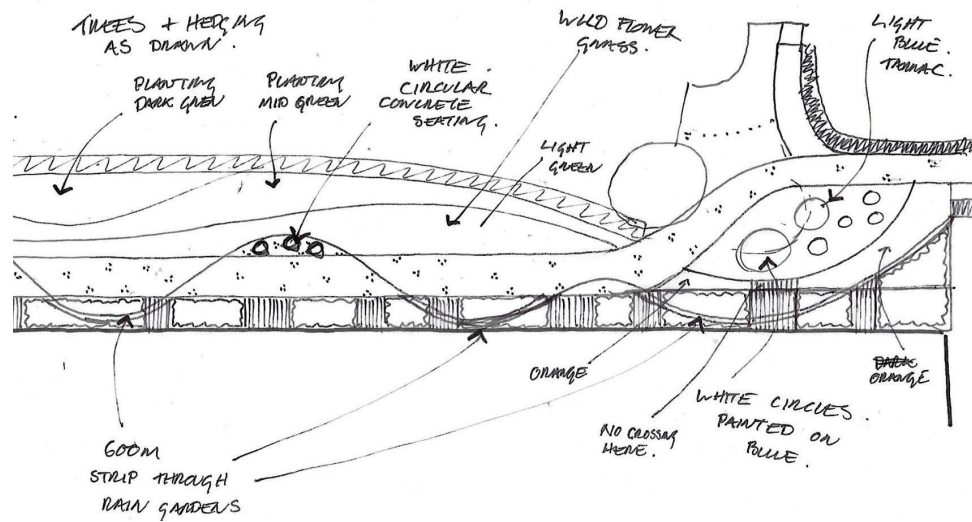 TREES + HEDGING
AS DRAWN.
PLANTING
DARK GREEN
PLANTING
MID GREEN
WHITE
CIRCULAR
CONCRETE
SEATING.
WILD FLOWER
GRASS.
LIGHT
GREEN
LIGHT
BLUE
TARMAC.
600M
STRIP THROUGH
RAIN GARDENS
ORANGE
NO CROSSING
HERE.
WHITE CIRCLES
PAINTED ON
BLUE.
DARK
ORANGE